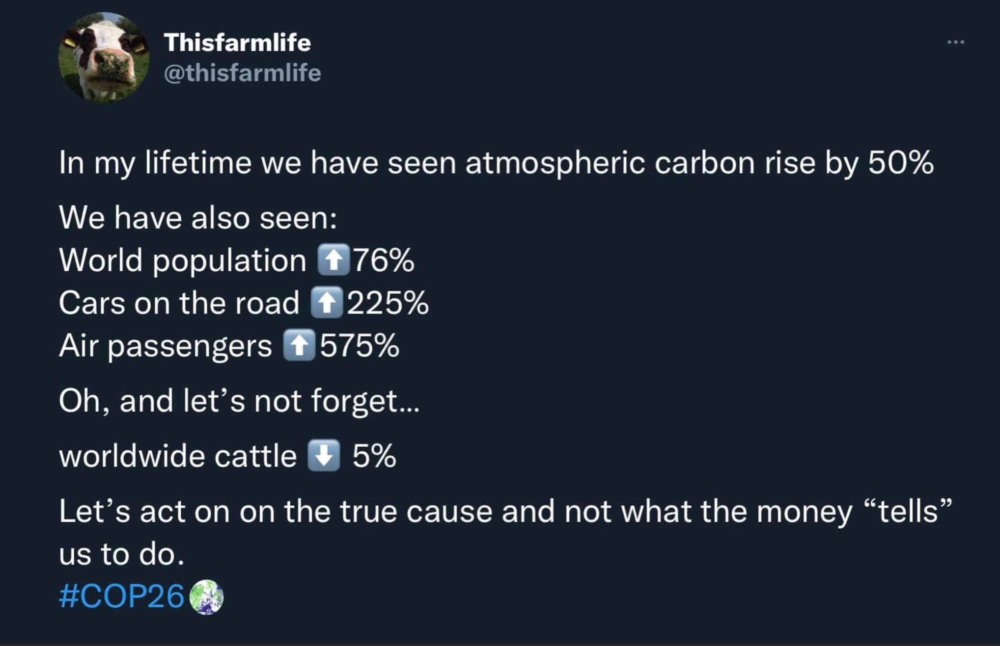 Thisfarmlife
@thisfarmlife
...
In my lifetime we have seen atmospheric carbon rise by 50%
We have also seen:
World population ⬆️76%
Cars on the road ⬆️225%
Air passengers ⬆️575%
Oh, and let’s not forget...
worldwide cattle ⬇️ 5%
Let’s act on on the true cause and not what the money “tells”
us to do.
#COP26